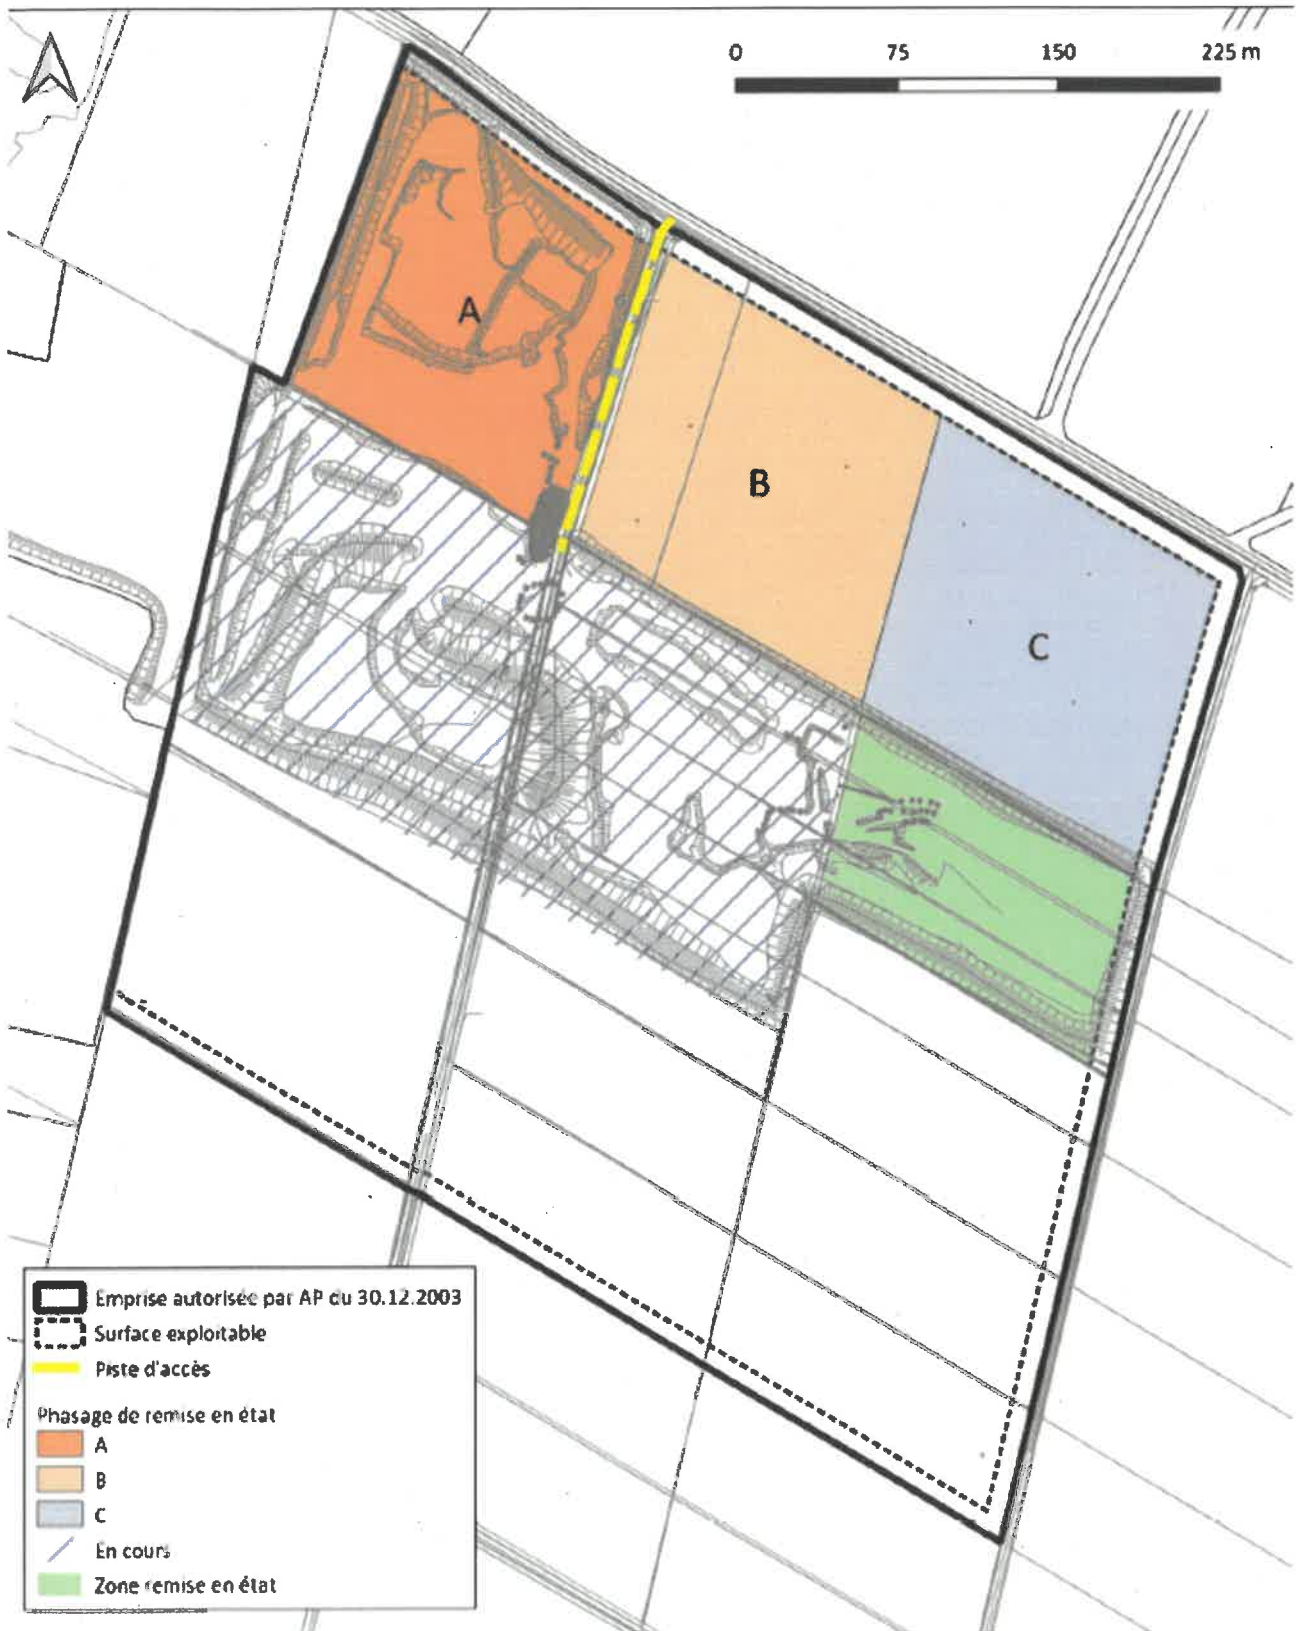 0 75 150 225 m
A
B
C
Emprise autorisée par AP du 30.12.2003
Surface exploitable
Piste d'accès
Phasage de remise en état
A
B
C
En cours
Zone remise en état